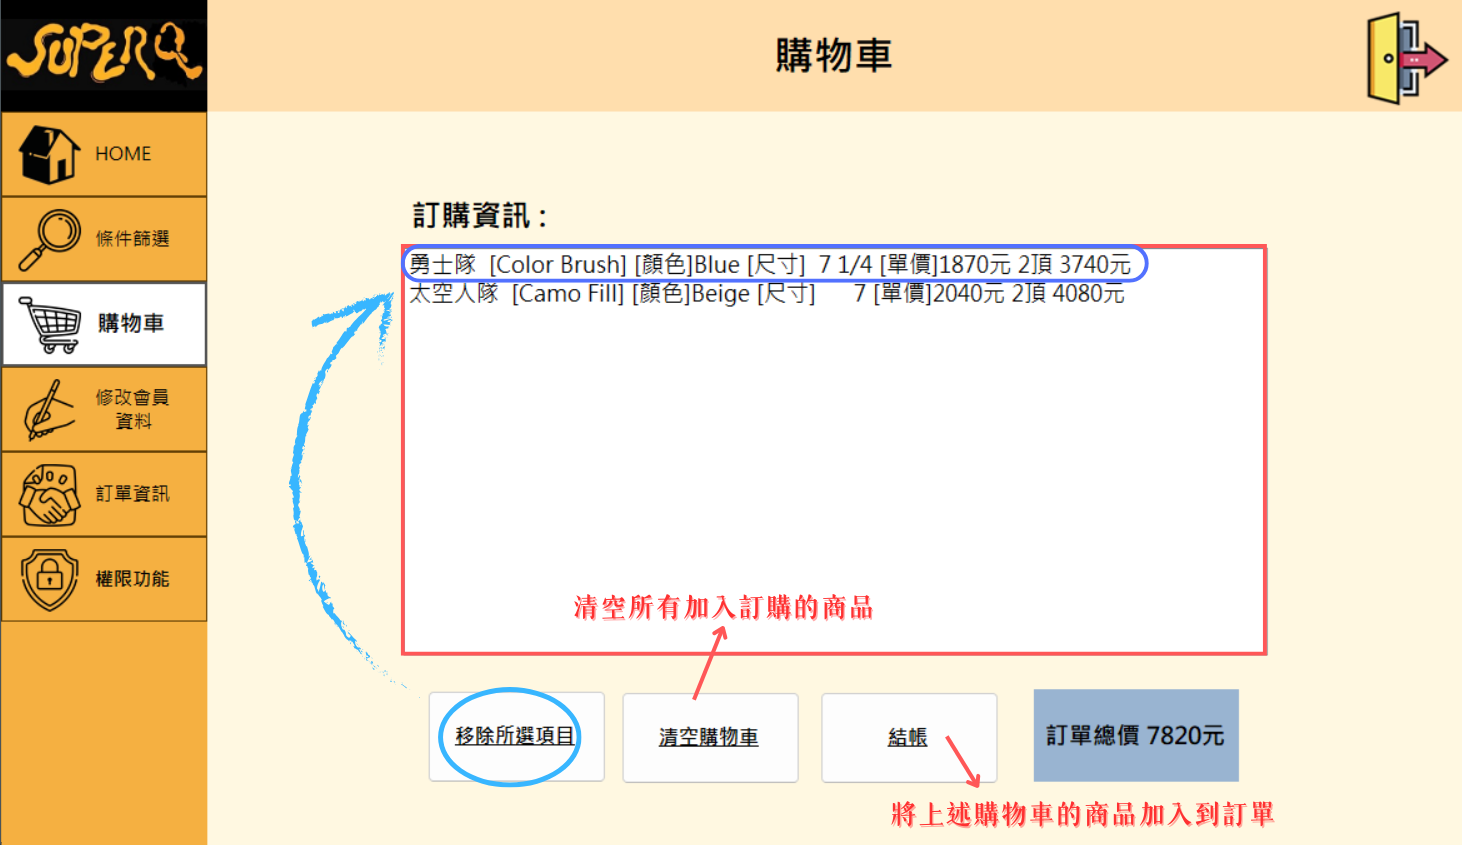 SUPERQ
購物車
HOME
條件篩選
購物車
修改會員
資料
訂單資訊
權限功能
訂購資訊 :
勇士隊 [Color Brush] [顏色]Blue [尺寸] 7 1/4 [單價]1870元 2頂 3740元
太空人隊 [Camo Fill] [顏色]Beige [尺寸] 7 [單價]2040元 2頂 4080元
清空所有加入訂購的商品
移除所選項目
清空購物車
結帳
訂單總價 7820元
將上述購物車的商品加入到訂單